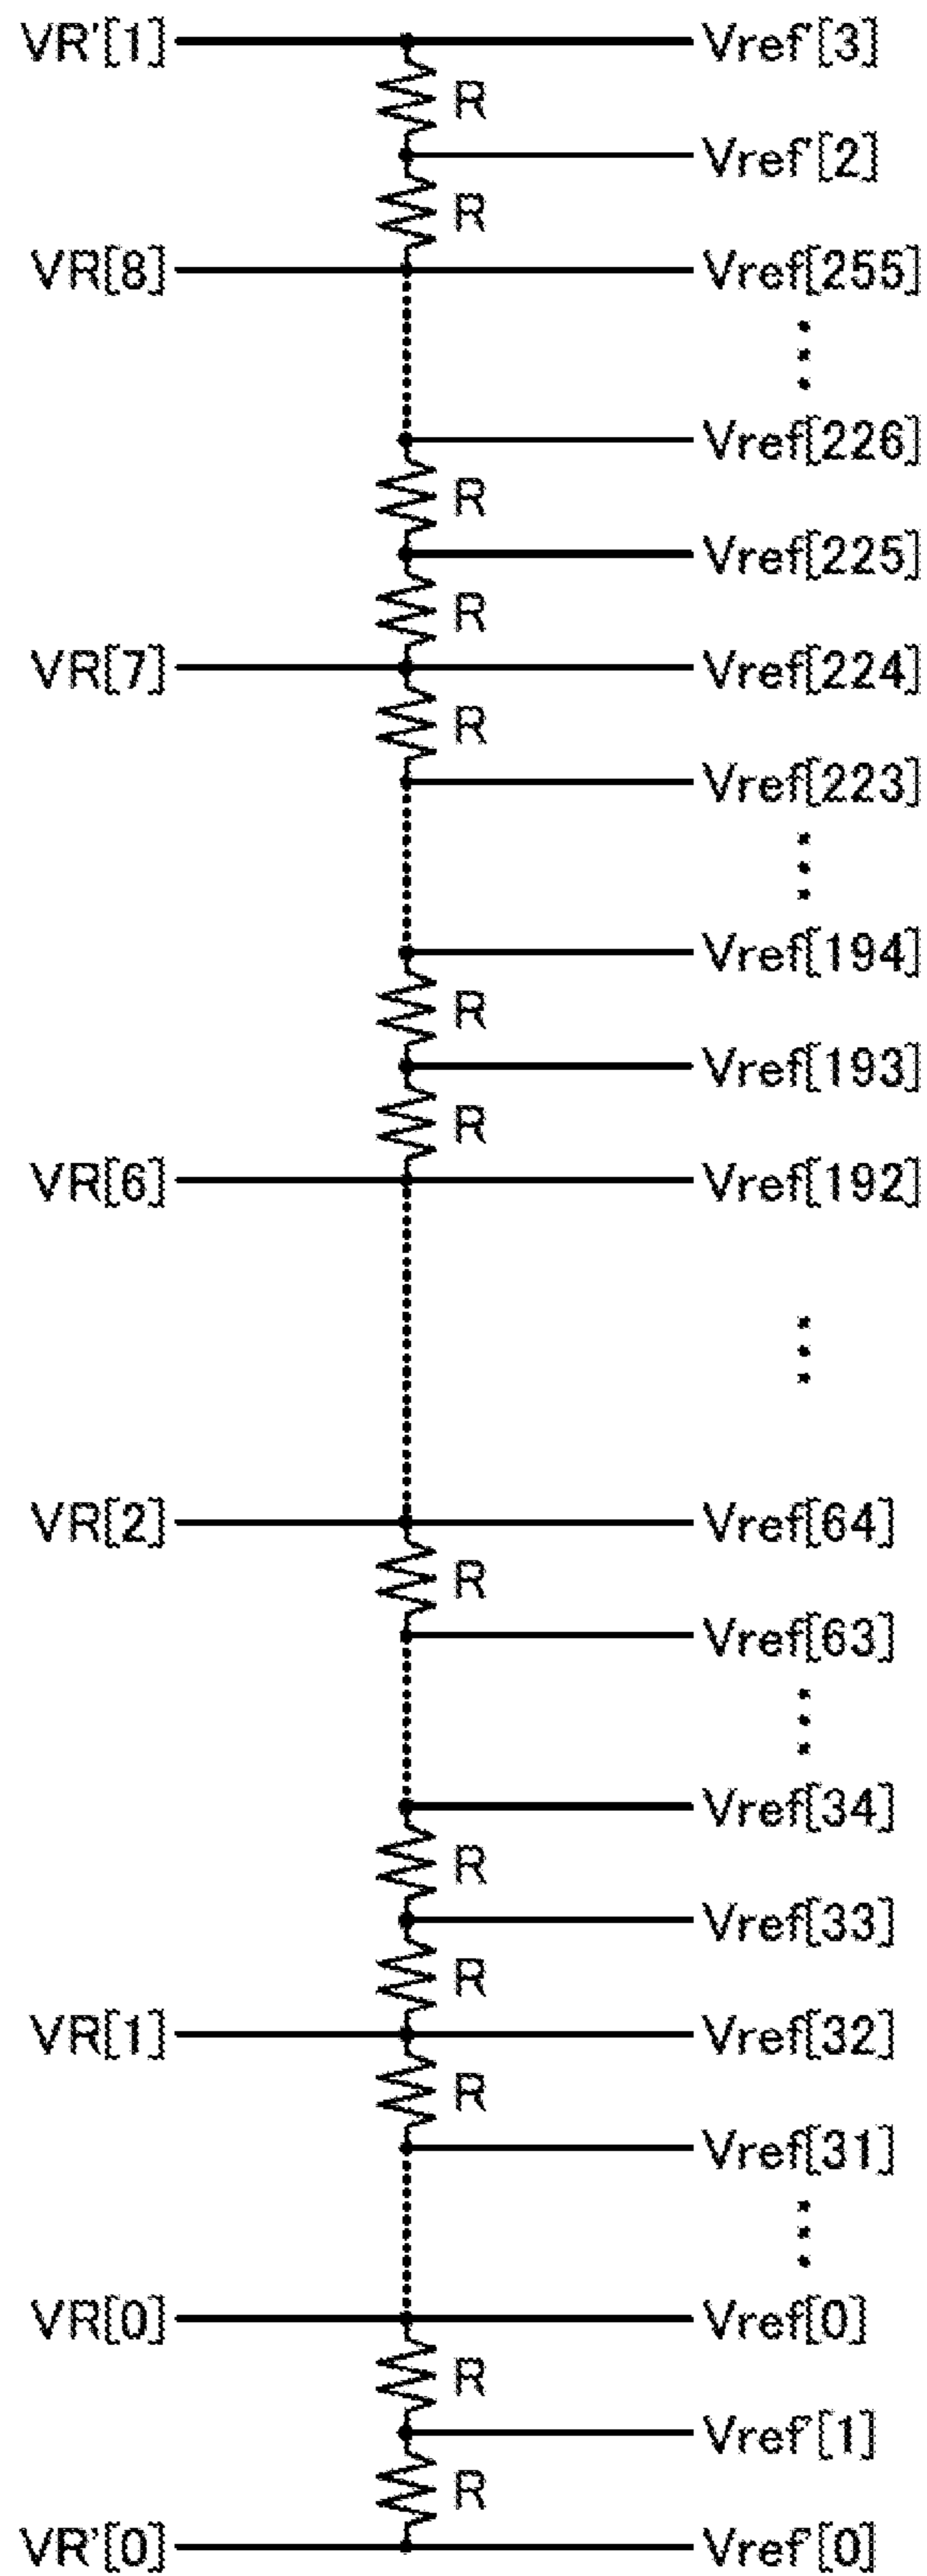 VR'[1] Vref'[3]
R
Vref'[2]
R
VR[8] Vref[255]
Vref[226]
R
Vref[225]
R
VR[7] Vref[224]
R
Vref[223]
Vref[194]
R
Vref[193]
R
VR[6] Vref[192]
VR[2] Vref[64]
R
Vref[63]
Vref[34]
R
Vref[33]
R
VR[1] Vref[32]
R
Vref[31]
VR[0] Vref[0]
R
Vref'[1]
R
VR'[0] Vref'[0]